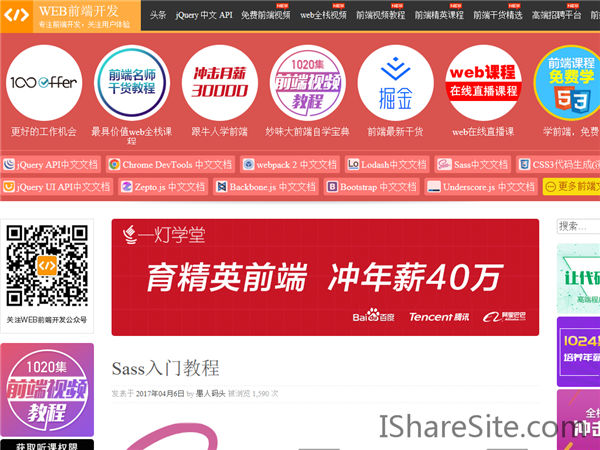 WEB前端开发
专注前端开发，关注用户体验
头条 jQuery 中文 API 免费前端视频 web全栈视频 前端视频教程 前端精英课程 前端干货精选 高端招聘平台
NEW NEW NEW NEW NEW NEW
100offer
前端名师
干货教程
冲击月薪
30000
1020集
前端视频
教程
掘金
web课程
在线直播课程
前端课程
免费学
5 3
更好的工作机会
最具价值web全栈课程
跟牛人学前端
妙味大前端自学宝典
前端最新干货
web在线直播课
学前端，免费
jQuery API中文文档 Chrome DevTools 中文文档 webpack 2 中文文档 Lodash中文文档 Sass中文文档 CSS3代码生成
jQuery UI API中文文档 Zepto.js 中文文档 Backbone.js 中文文档 Bootstrap 中文文档 Underscore.js 中文文档 更多前端
关注WEB前端开发公众号
一灯学堂
育精英前端 冲年薪40万
Bai百度 Tencent腾讯 阿里巴巴
搜索...
让代码
1024
培养年薪
冲击
1020集
前端视频
教程
获取听课权限
Sass入门教程
发表于 2017年04月6日 by 墨人码头 被浏览 1,590 次
IShareSite.com